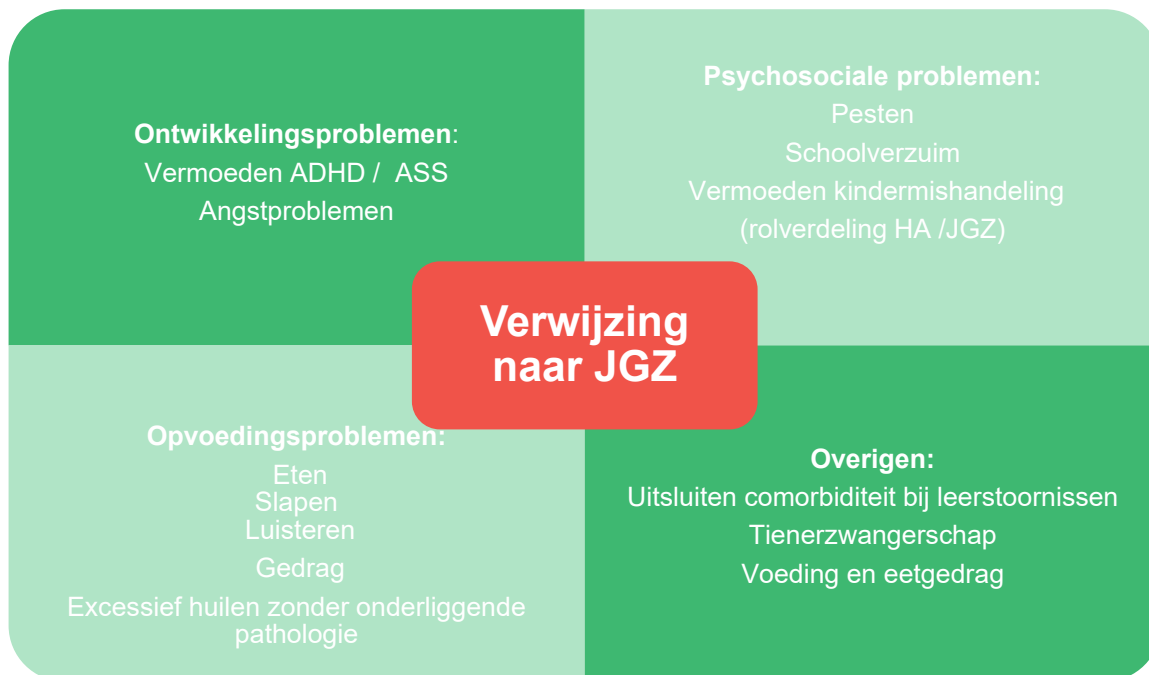 Ontwikkelingsproblemen:
Vermoeden ADHD / ASS
Angstproblemen
Psychosociale problemen:
Pesten
Schoolverzuim
Vermoeden kindermishandeling
(rolverdeling HA /JGZ)
Verwijzing
naar JGZ
Opvoedingsproblemen:
Eten
Slapen
Luisteren
Gedrag
Excessief huilen zonder onderliggende
pathologie
Overigen:
Uitsluiten comorbiditeit bij leerstoornissen
Tienerzwangerschap
Voeding en eetgedrag